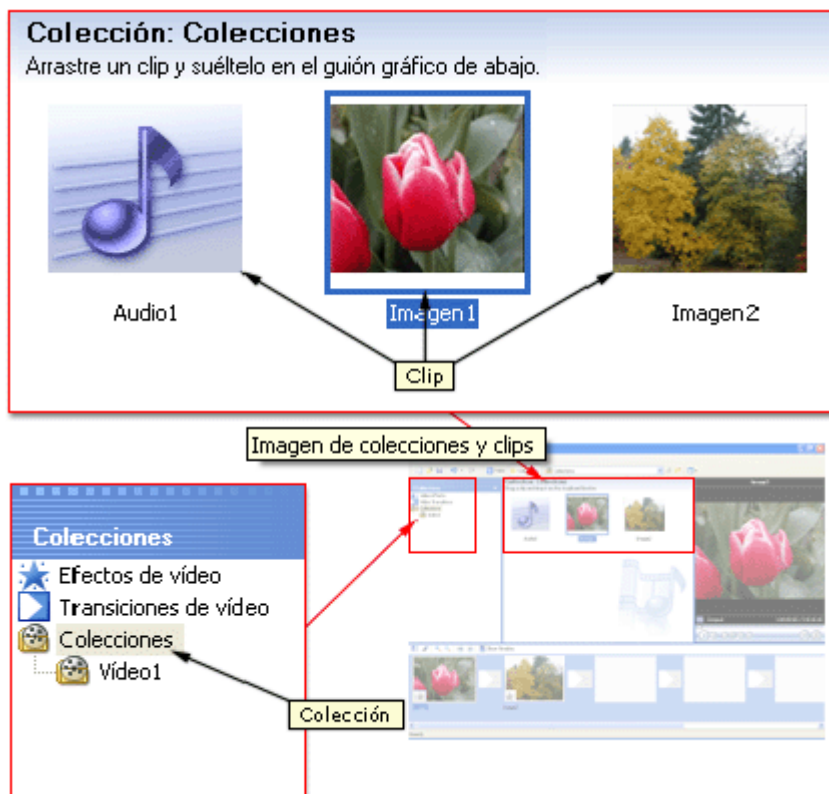 Colección: Colecciones
Arrastre un clip y suéltelo en el guión gráfico de abajo.
Audio1
Imagen1
Imagen2
Clip
Imagen de colecciones y clips
Colecciones
Efectos de vídeo
Transiciones de vídeo
Colecciones
Vídeo1
Colección